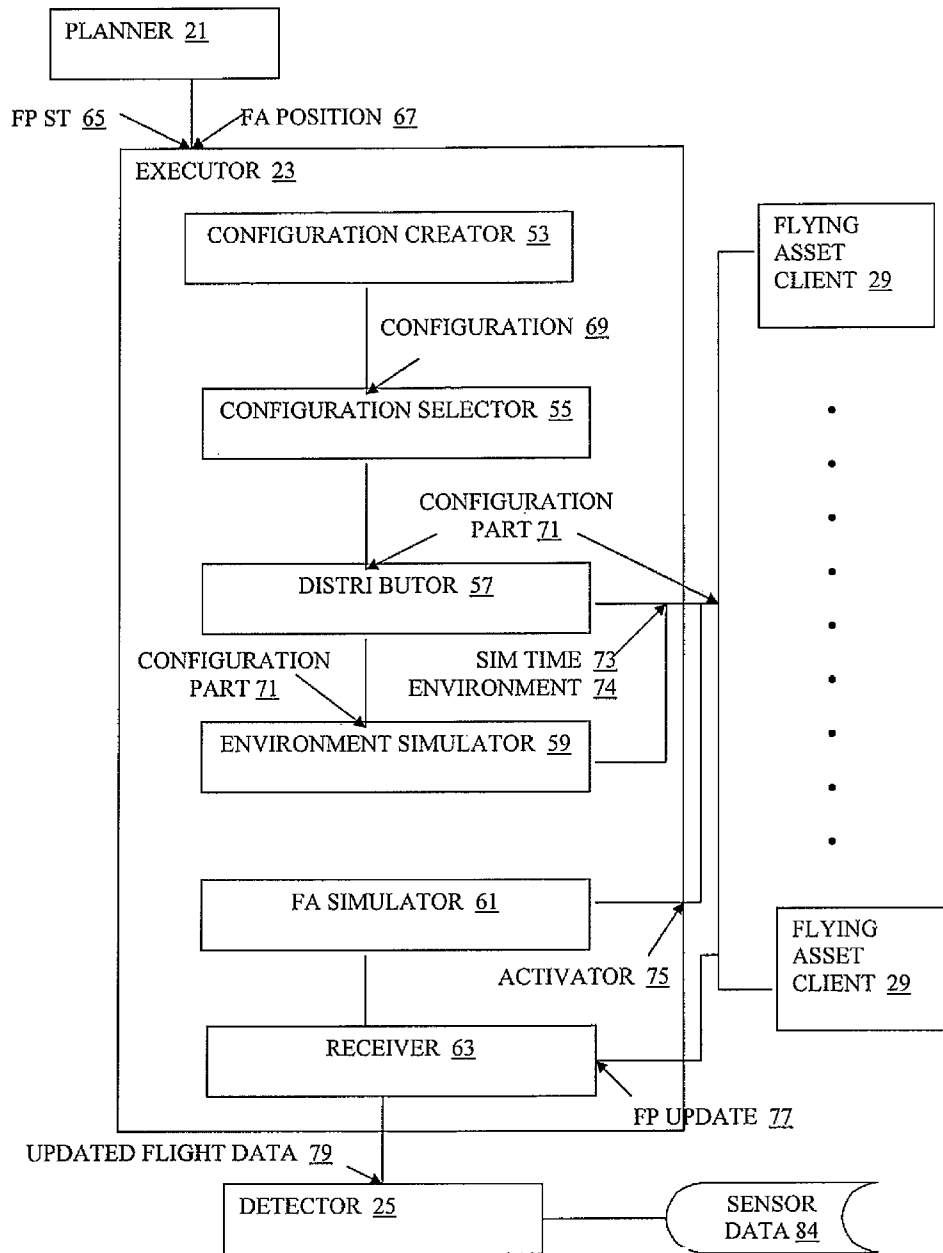 PLANNER 21
FP ST 65
FA POSITION 67
EXECUTOR 23
CONFIGURATION CREATOR 53
FLYING
ASSET
CLIENT 29
CONFIGURATION 69
CONFIGURATION SELECTOR 55
CONFIGURATION
PART 71
DISTRI BUTOR 57
CONFIGURATION
PART 71
SIM TIME 73
ENVIRONMENT 74
ENVIRONMENT SIMULATOR 59
FA SIMULATOR 61
FLYING
ASSET
CLIENT 29
ACTIVATOR 75
RECEIVER 63
FP UPDATE 77
UPDATED FLIGHT DATA 79
DETECTOR 25
SENSOR
DATA 84